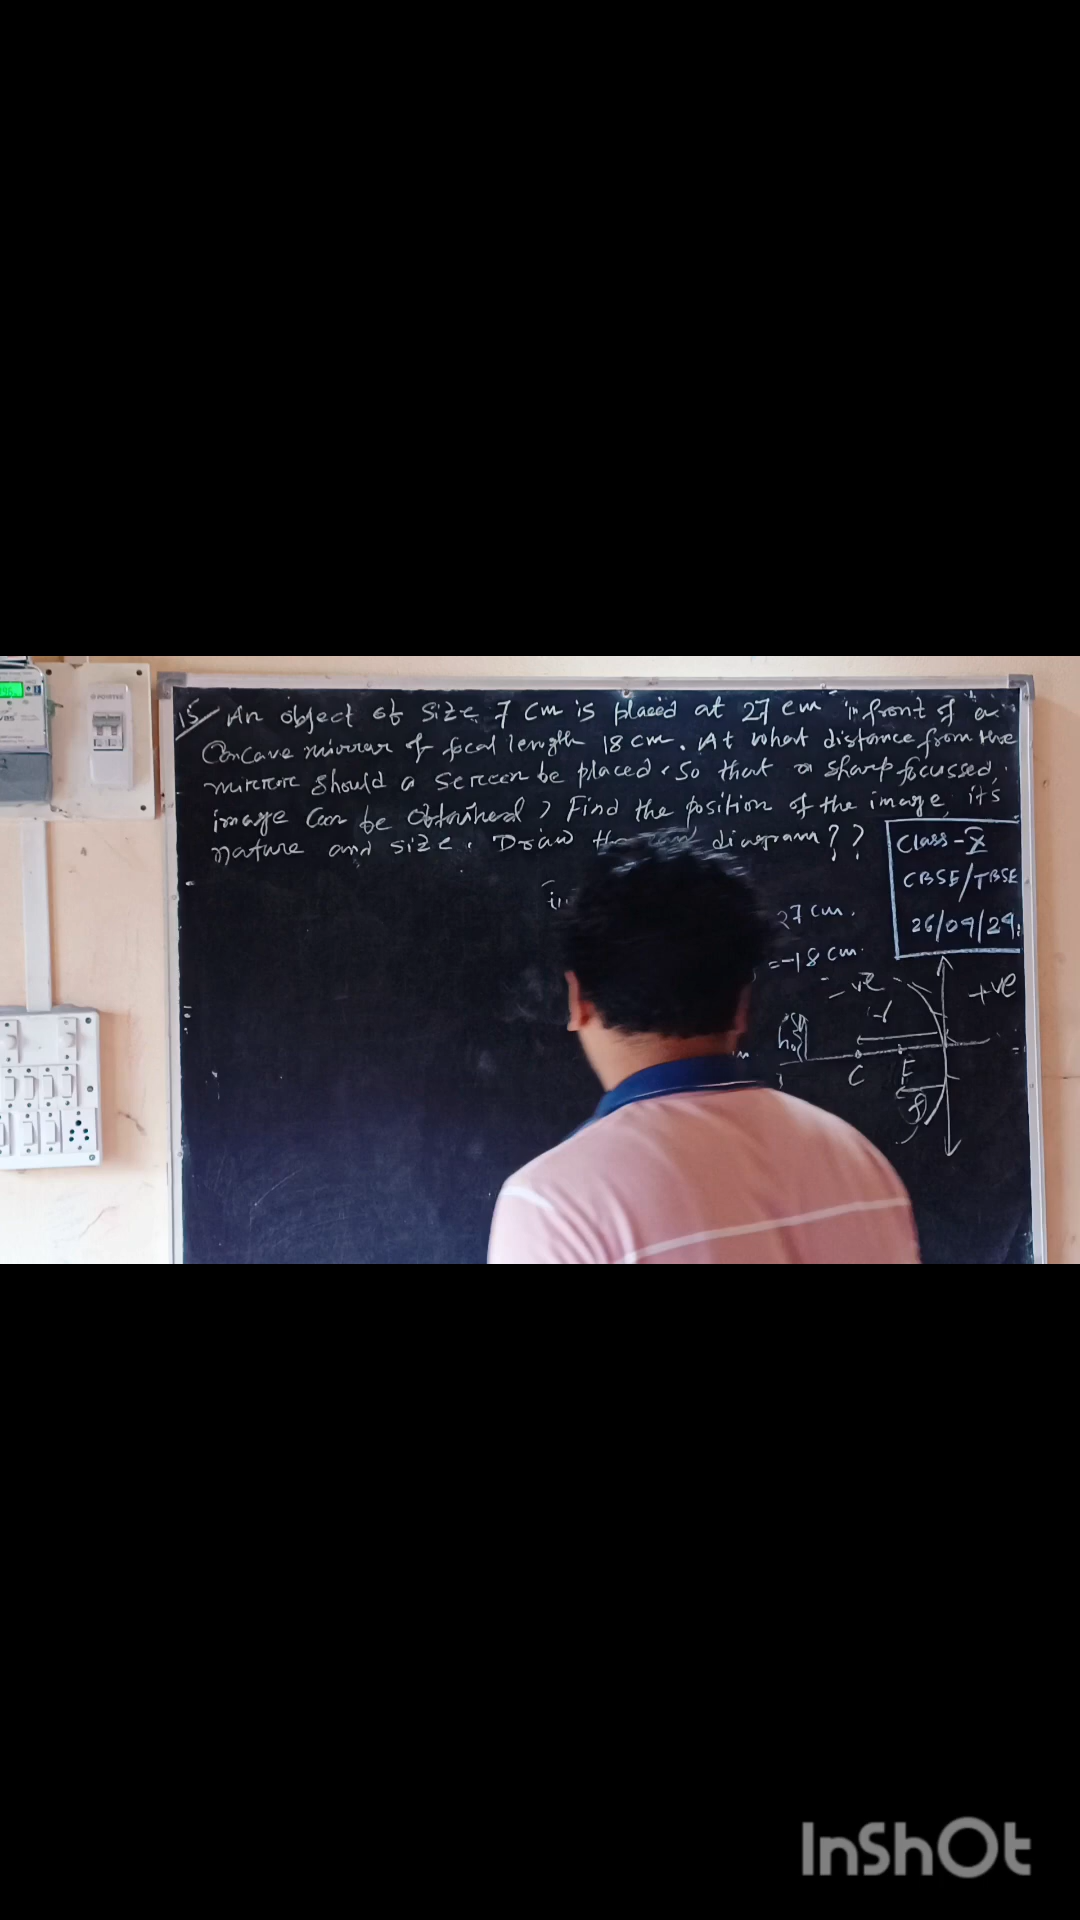 15 An object of size 7 cm is placed at 27 cm in front of a
Concave mirror of focal length 18 cm. At what distance from the
mirror should a screen be placed. So that a sharp focussed
image can be obtained? Find the position of the image, its
nature and size. Draw the diagram??
Class-X
CBSE/TBSE
26/09/24
27 cm.
=-18 cm.
-ve
+ve
h
C
F
f
InShOt